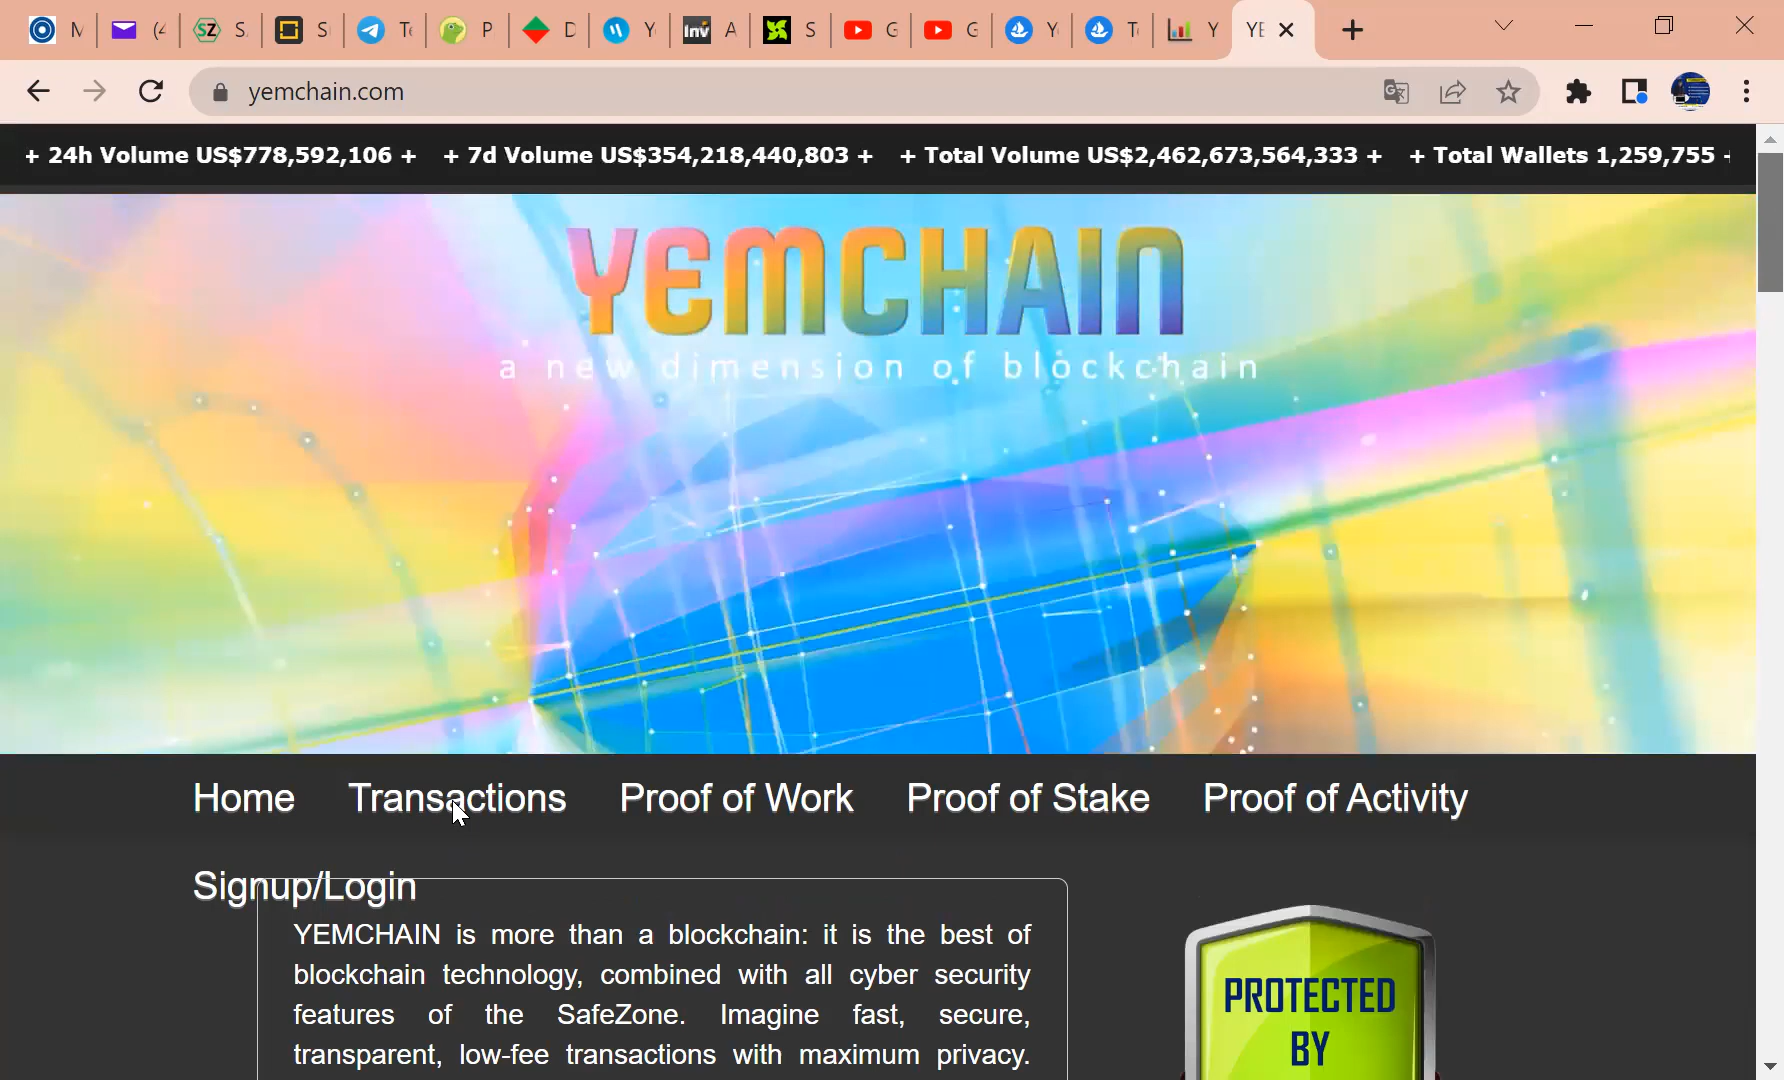 M (4 S. S Te P D Y Inv A S G G Y T Y YE
yemchain.com
+ 24h Volume US$778,592,106 + + 7d Volume US$354,218,440,803 + + Total Volume US$2,462,673,564,333 + + Total Wallets 1,259,755
YEMCHAIN
a new dimension of blockchain
Home Transactions Proof of Work Proof of Stake Proof of Activity
Signup/Login
YEMCHAIN is more than a blockchain: it is the best of
blockchain technology, combined with all cyber security
features of the SafeZone. Imagine fast, secure,
transparent, low-fee transactions with maximum privacy.
PROTECTED
BY